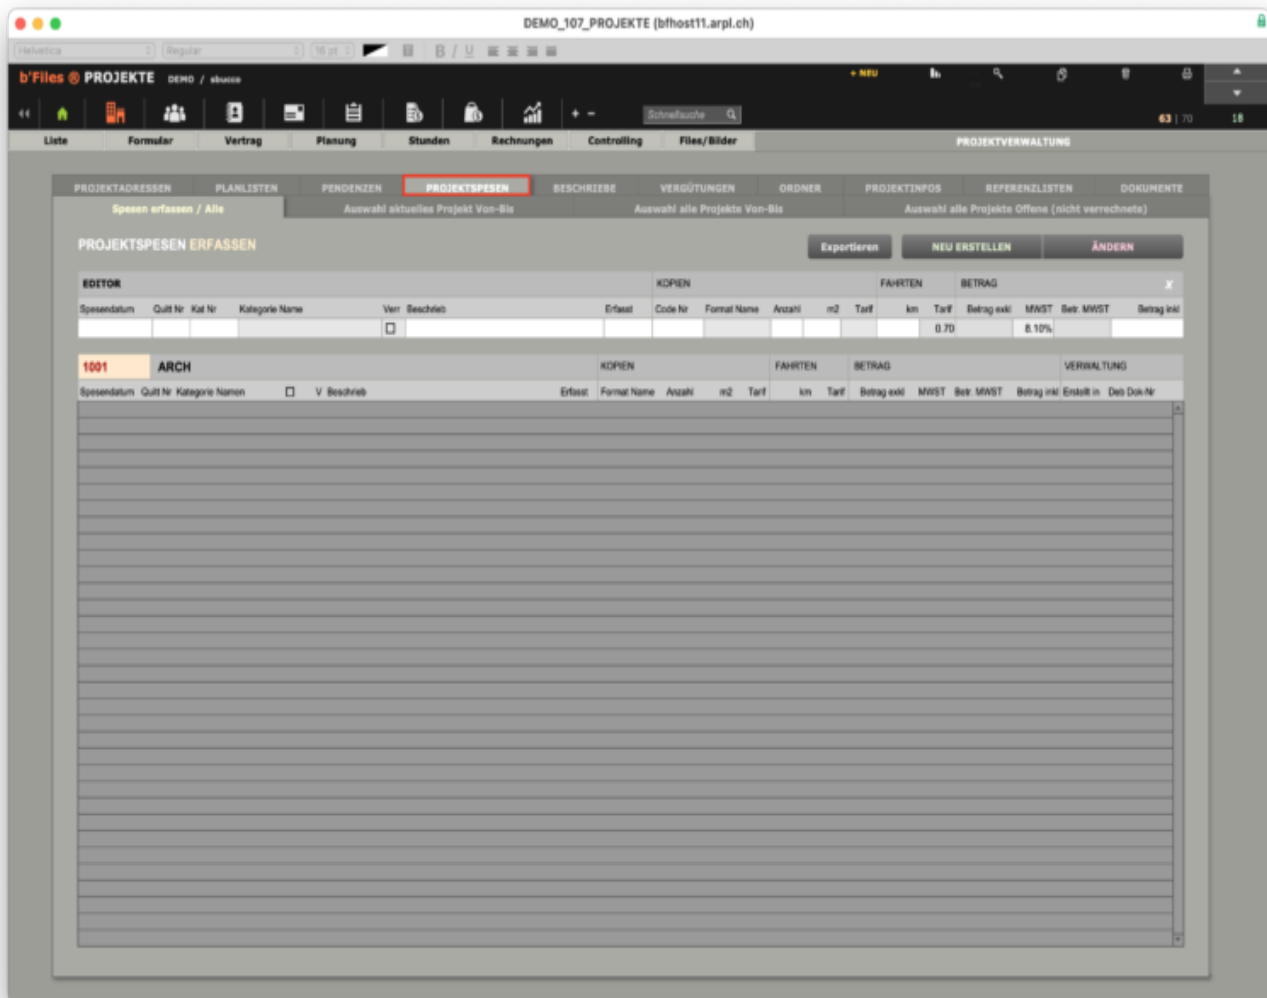 DEMO_107_PROJEKTE (bfhost11.arpl.ch)
Helvetica Regular 16 pt B / U
b'Files ® PROJEKTE DEMO / sbucco + NEU
+ - Schnellsuche 63 | 70 18
Liste Formular Vertrag Planung Stunden Rechnungen Controlling Files/Bilder PROJEKTVERWALTUNG
PROJEKTADRESSEN PLANLISTEN PENDENZEN PROJEKTSPESEN BESCHRIEBE VERGÜTUNGEN ORDNER PROJEKTINFOS REFERENZLISTEN DOKUMENTE
Spesen erfassen / Alle Auswahl aktuelles Projekt Von-Bis Auswahl alle Projekte Von-Bis Auswahl alle Projekte Offene (nicht verrechnete)
PROJEKTSPESEN ERFASSEN Exportieren NEU ERSTELLEN ÄNDERN
EDITOR KOPIEN FAHRTEN BETRAG X
Spesendatum Quitt Nr Kat Nr Kategorie Name Verr Beschrieb Erfasst Code Nr Format Name Anzahl m2 Tarif km Tarif Betrag exkl MWST Betr. MWST Betrag inkl
0.70 8.10%
1001 ARCH KOPIEN FAHRTEN BETRAG VERWALTUNG
Spesendatum Quitt Nr Kategorie Namen V Beschrieb Erfasst Format Name Anzahl m2 Tarif km Tarif Betrag exkl MWST Betr. MWST Betrag inkl Erstellt in Deb Dok-Nr